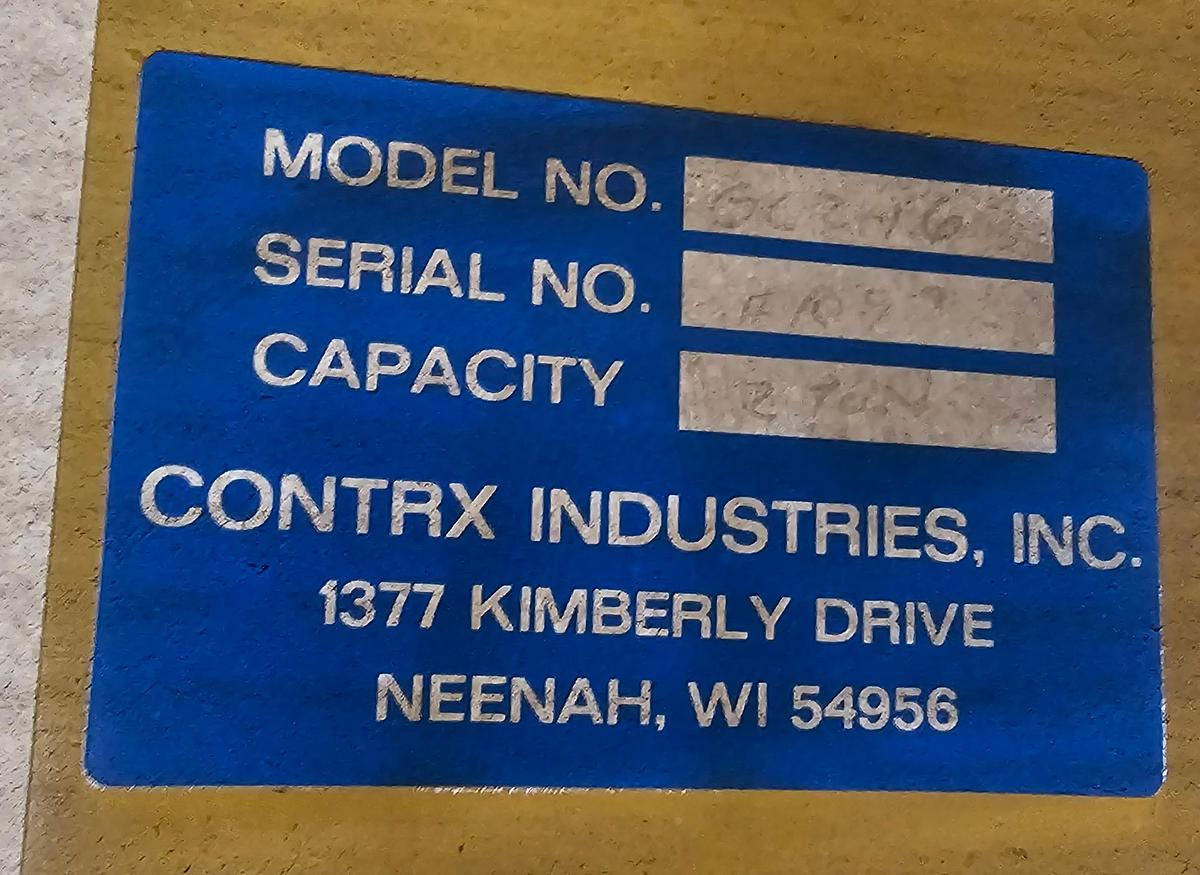 MODEL NO.
SERIAL NO.
CAPACITY 2 TON
CONTRX INDUSTRIES, INC.
1377 KIMBERLY DRIVE
NEENAH, WI 54956